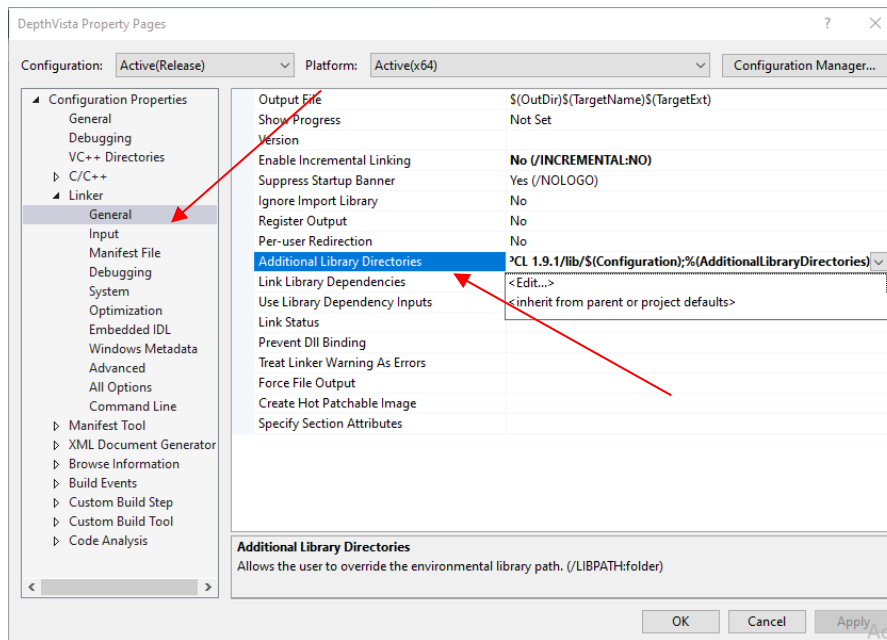 DepthVista Property Pages
?
Configuration: Active(Release) Platform: Active(x64) Configuration Manager...
Configuration Properties
General
Debugging
VC++ Directories
C/C++
Linker
General
Input
Manifest File
Debugging
System
Optimization
Embedded IDL
Windows Metadata
Advanced
All Options
Command Line
Manifest Tool
XML Document Generator
Browse Information
Build Events
Custom Build Step
Custom Build Tool
Code Analysis
Output File $(OutDir)$(TargetName)$(TargetExt)
Show Progress Not Set
Version
Enable Incremental Linking No (/INCREMENTAL:NO)
Suppress Startup Banner Yes (/NOLOGO)
Ignore Import Library No
Register Output No
Per-user Redirection No
Additional Library Directories PCL 1.9.1/lib/$(Configuration);%(AdditionalLibraryDirectories)
Link Library Dependencies <Edit...>
Use Library Dependency Inputs <inherit from parent or project defaults>
Link Status
Prevent Dll Binding
Treat Linker Warning As Errors
Force File Output
Create Hot Patchable Image
Specify Section Attributes
Additional Library Directories
Allows the user to override the environmental library path. (/LIBPATH:folder)
OK Cancel Apply